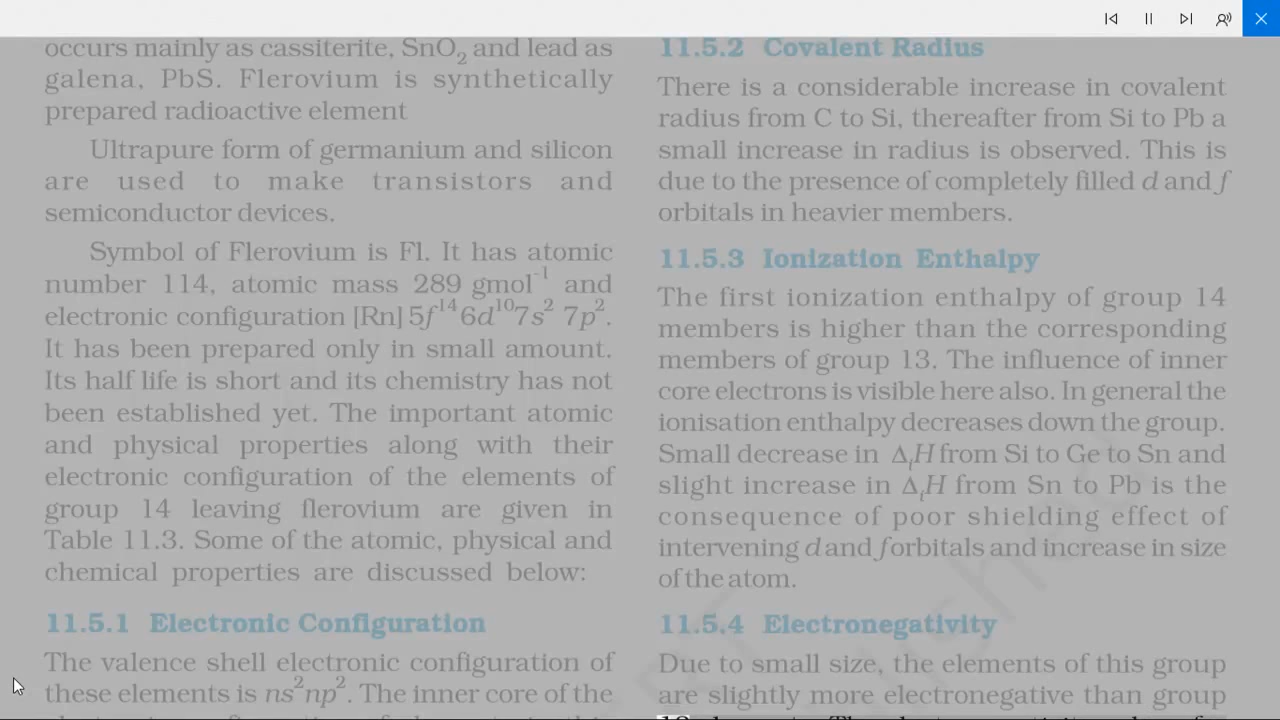 occurs mainly as cassiterite, SnO₂ and lead as
galena, PbS. Flerovium is synthetically
prepared radioactive element
Ultrapure form of germanium and silicon
are used to make transistors and
semiconductor devices.
Symbol of Flerovium is Fl. It has atomic
number 114, atomic mass 289 gmol⁻¹ and
electronic configuration [Rn] 5f¹⁴ 6d¹⁰7s² 7p².
It has been prepared only in small amount.
Its half life is short and its chemistry has not
been established yet. The important atomic
and physical properties along with their
electronic configuration of the elements of
group 14 leaving flerovium are given in
Table 11.3. Some of the atomic, physical and
chemical properties are discussed below:
11.5.1 Electronic Configuration
The valence shell electronic configuration of
these elements is ns²np². The inner core of the
11.5.2 Covalent Radius
There is a considerable increase in covalent
radius from C to Si, thereafter from Si to Pb a
small increase in radius is observed. This is
due to the presence of completely filled d and f
orbitals in heavier members.
11.5.3 Ionization Enthalpy
The first ionization enthalpy of group 14
members is higher than the corresponding
members of group 13. The influence of inner
core electrons is visible here also. In general the
ionisation enthalpy decreases down the group.
Small decrease in ΔᵢH from Si to Ge to Sn and
slight increase in ΔᵢH from Sn to Pb is the
consequence of poor shielding effect of
intervening d and f orbitals and increase in size
of the atom.
11.5.4 Electronegativity
Due to small size, the elements of this group
are slightly more electronegative than group